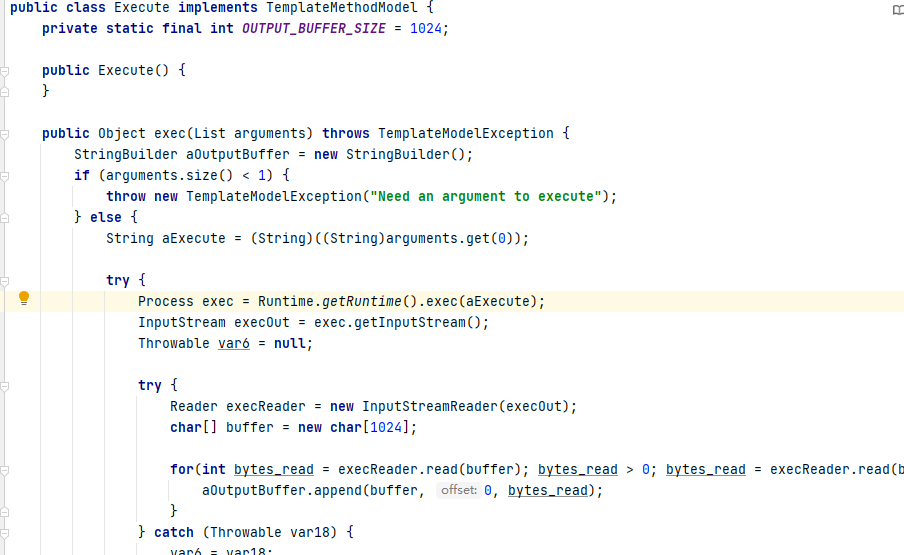 public class Execute implements TemplateMethodModel {
    private static final int OUTPUT_BUFFER_SIZE = 1024;
    public Execute() {
    }
    public Object exec(List arguments) throws TemplateModelException {
        StringBuilder aOutputBuffer = new StringBuilder();
        if (arguments.size() < 1) {
            throw new TemplateModelException("Need an argument to execute");
        } else {
            String aExecute = (String)((String)arguments.get(0));
            try {
                Process exec = Runtime.getRuntime().exec(aExecute);
                InputStream execOut = exec.getInputStream();
                Throwable var6 = null;
                try {
                    Reader execReader = new InputStreamReader(execOut);
                    char[] buffer = new char[1024];
                    for(int bytes_read = execReader.read(buffer); bytes_read > 0; bytes_read = execReader.read(b
                        aOutputBuffer.append(buffer, offset: 0, bytes_read);
                    }
                } catch (Throwable var18) {
                    var6 = var18;